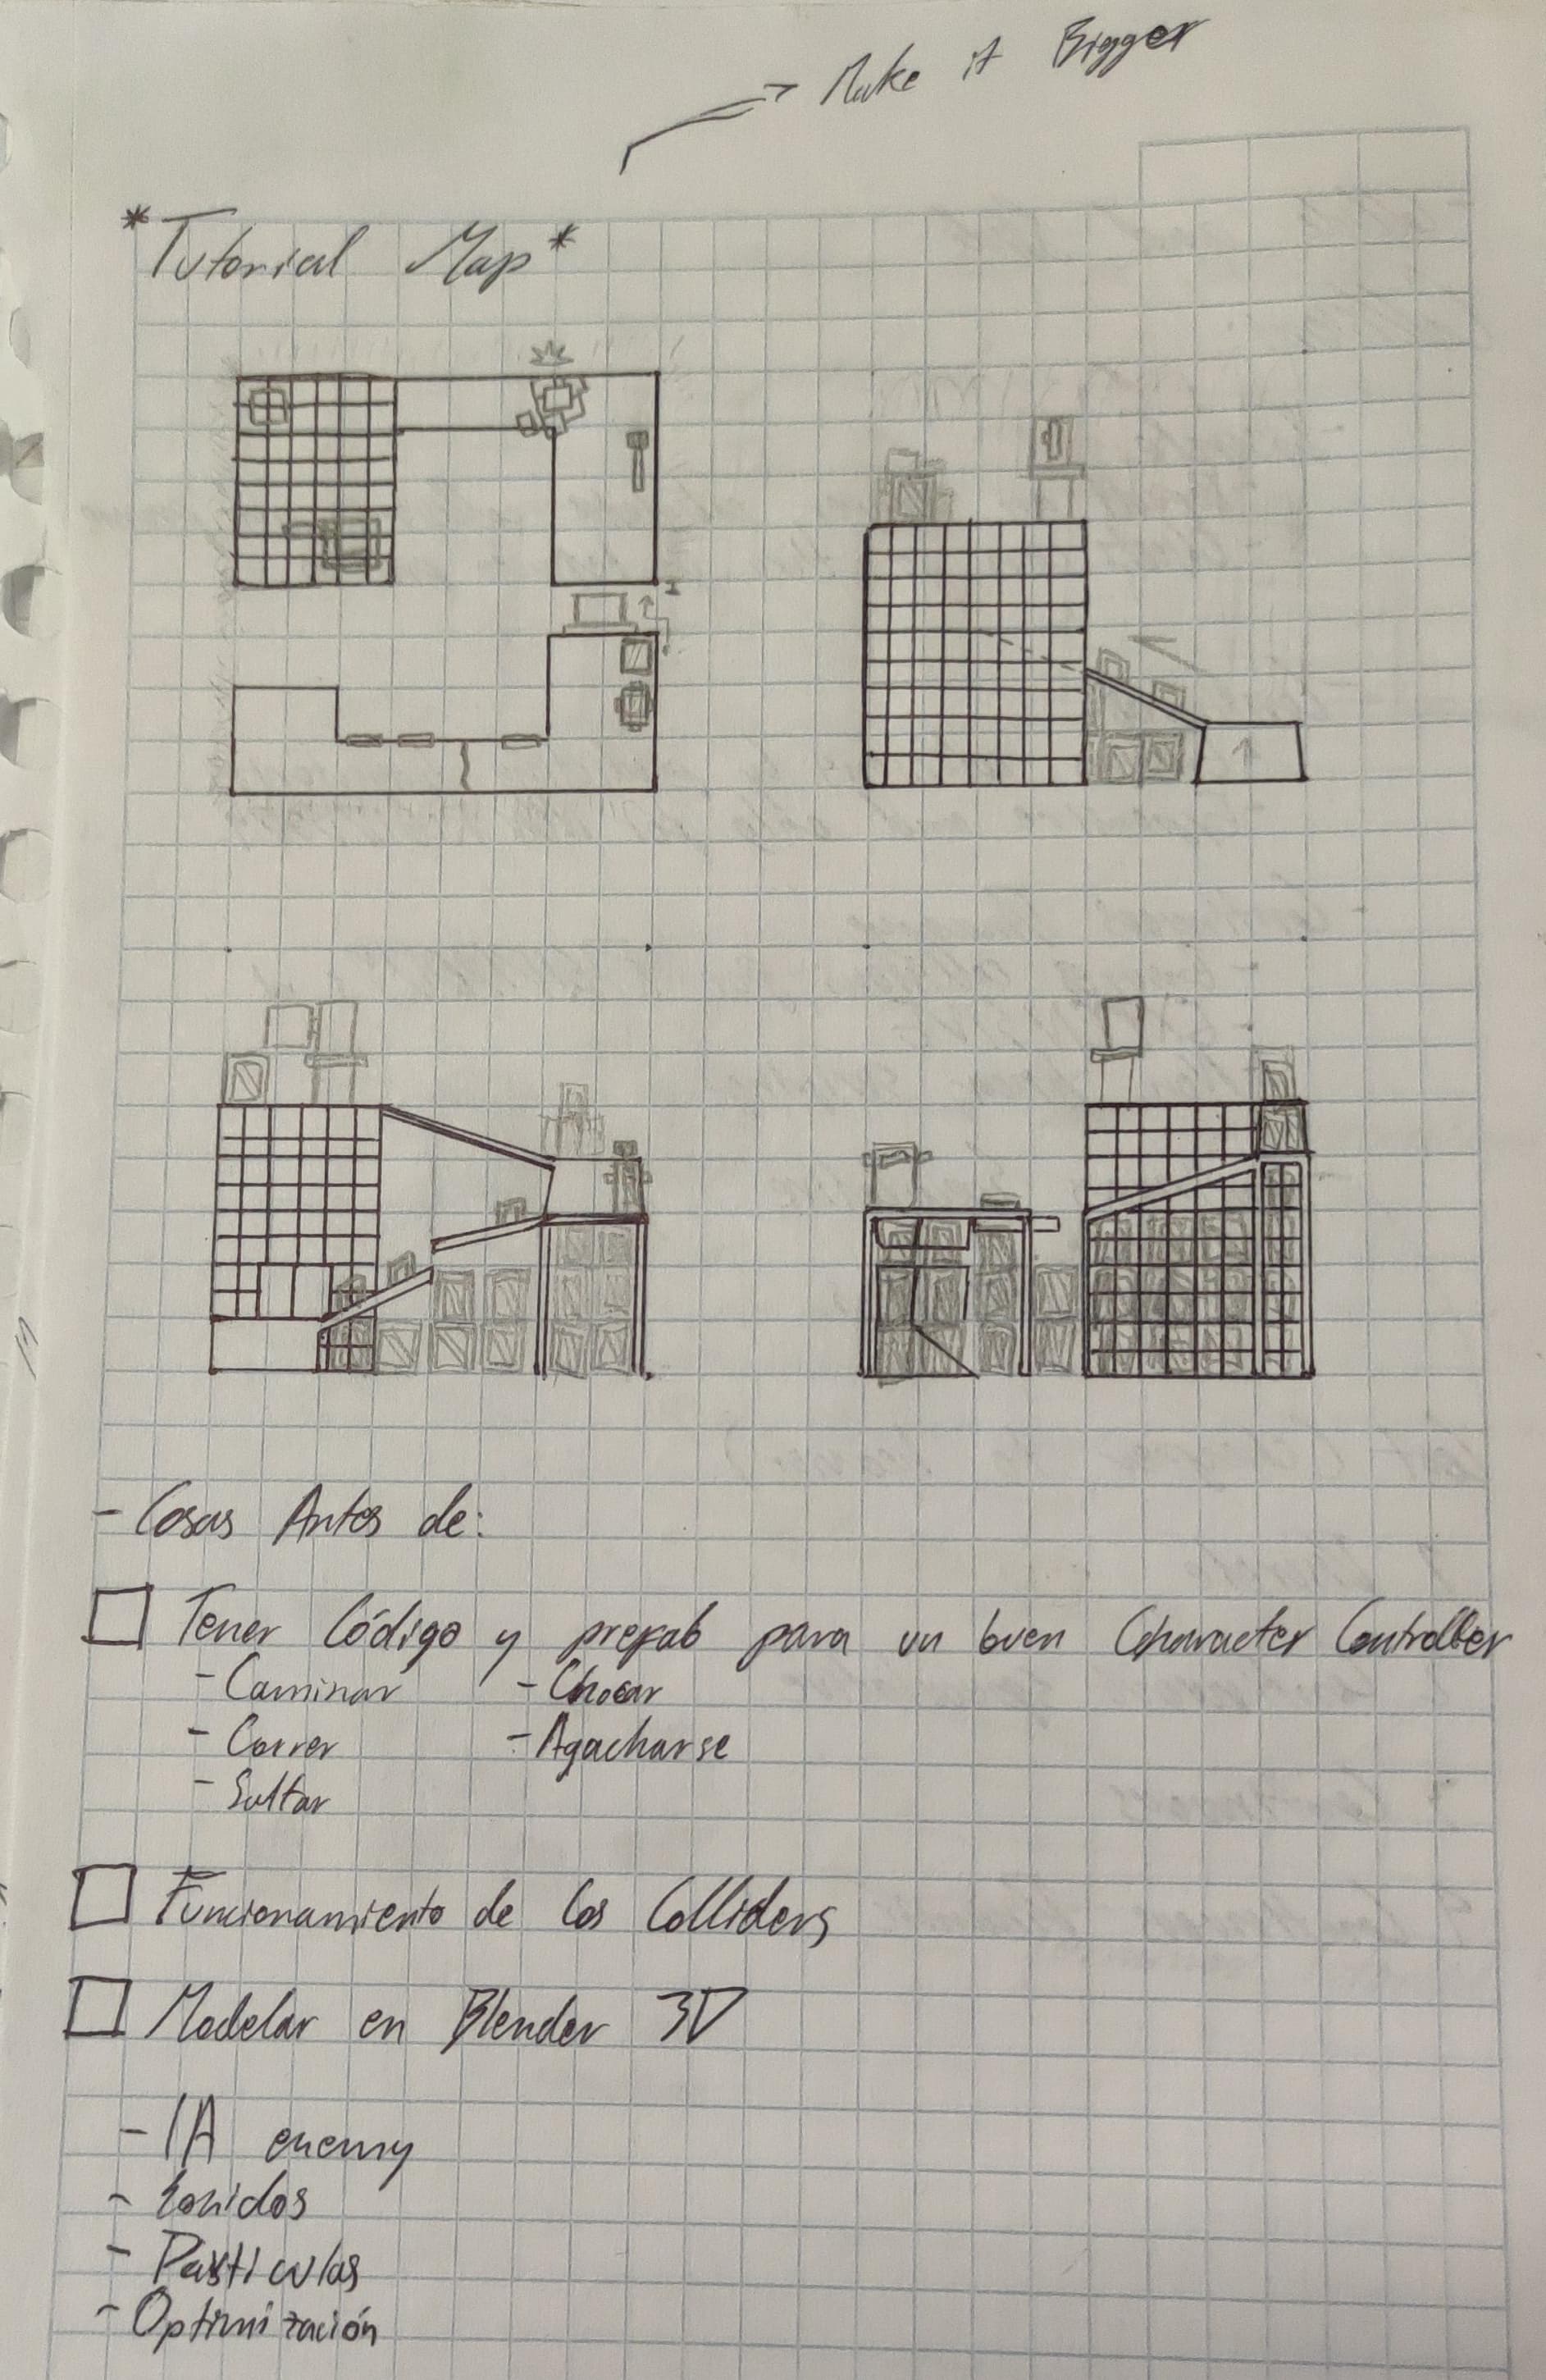 Make it Bigger
*Tutorial Map*
- Cosas Antes de:
Tener Código y prefab para un buen Character Controller
- Caminar - Chocar
- Correr - Agacharse
- Saltar
Funcionamiento de los Colliders
Modelar en Blender 3D
- IA enemy
- Sonidos
- Partículas
- Optimización